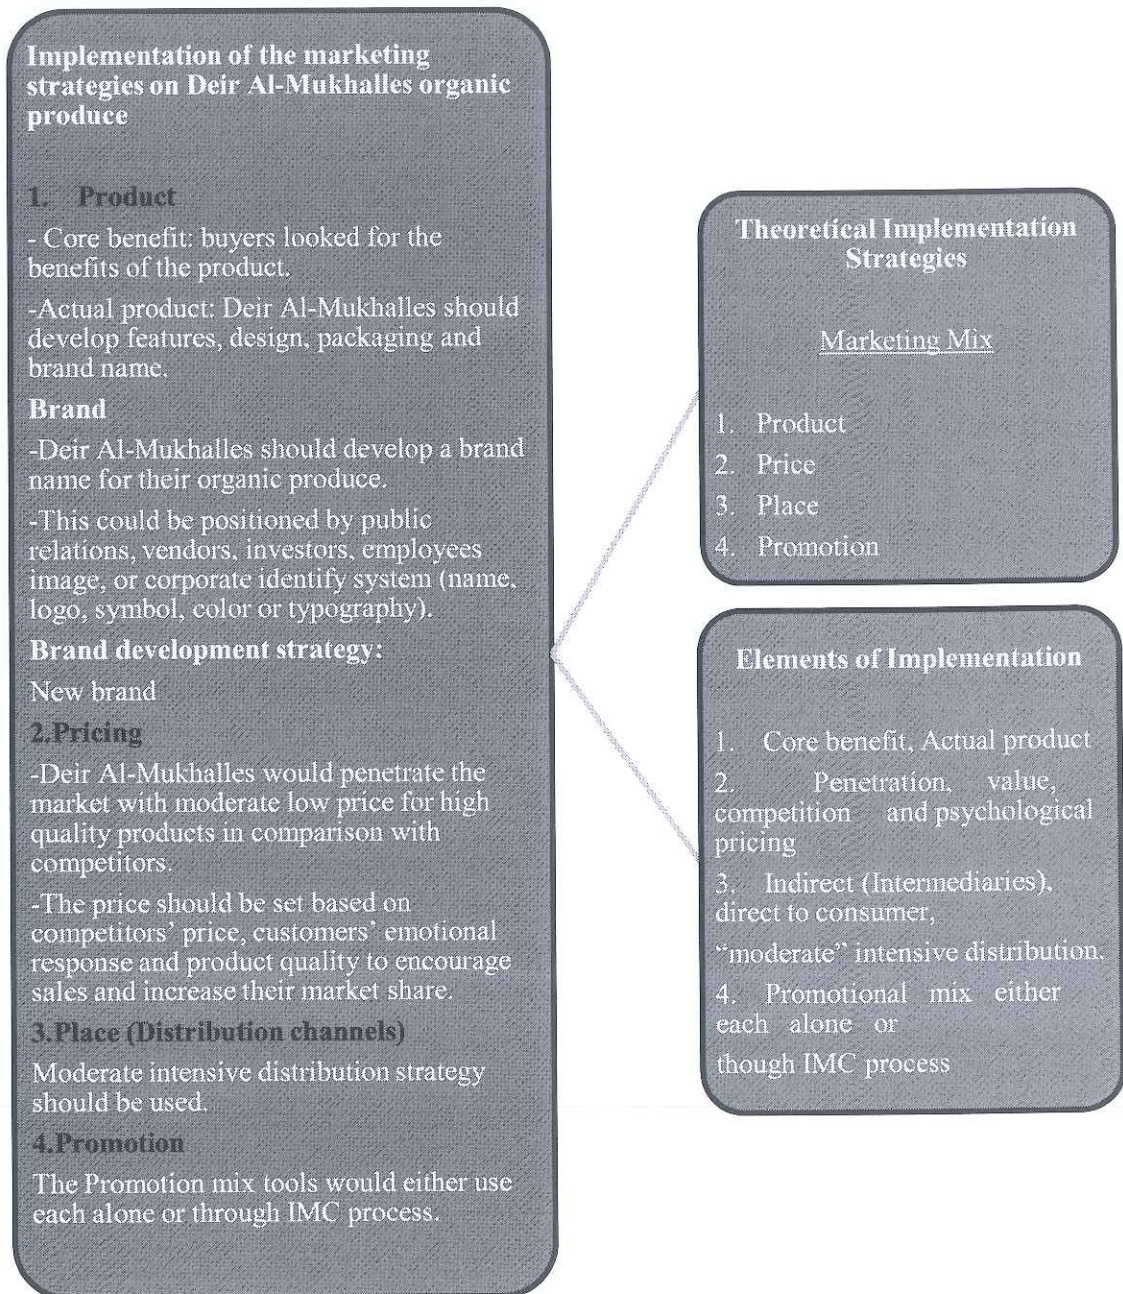 Implementation of the marketing
strategies on Deir Al-Mukhalles organic
produce
1. Product
- Core benefit: buyers looked for the
benefits of the product.
-Actual product: Deir Al-Mukhalles should
develop features, design, packaging and
brand name.
Brand
-Deir Al-Mukhalles should develop a brand
name for their organic produce.
-This could be positioned by public
relations, vendors, investors, employees
image, or corporate identify system (name,
logo, symbol, color or typography).
Brand development strategy:
New brand
2.Pricing
-Deir Al-Mukhalles would penetrate the
market with moderate low price for high
quality products in comparison with
competitors.
-The price should be set based on
competitors’ price, customers’ emotional
response and product quality to encourage
sales and increase their market share.
3.Place (Distribution channels)
Moderate intensive distribution strategy
should be used.
4.Promotion
The Promotion mix tools would either use
each alone or through IMC process.
Theoretical Implementation
Strategies
Marketing Mix
1. Product
2. Price
3. Place
4. Promotion
Elements of Implementation
1. Core benefit, Actual product
2. Penetration, value,
competition and psychological
pricing
3. Indirect (Intermediaries),
direct to consumer,
“moderate” intensive distribution.
4. Promotional mix either
each alone or
though IMC process